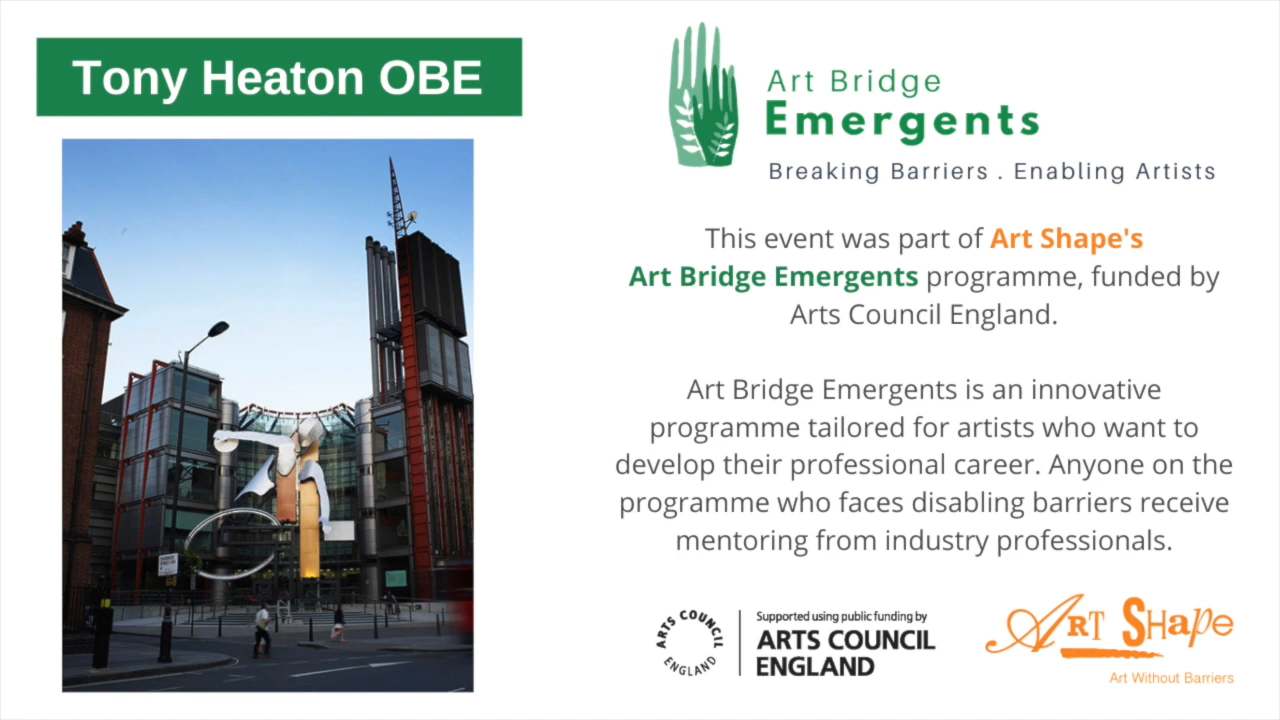 Tony Heaton OBE
Art Bridge
Emergents
Breaking Barriers . Enabling Artists
This event was part of Art Shape's
Art Bridge Emergents programme, funded by
Arts Council England.
Art Bridge Emergents is an innovative
programme tailored for artists who want to
develop their professional career. Anyone on the
programme who faces disabling barriers receive
mentoring from industry professionals.
ARTS COUNCIL
ENGLAND
Supported using public funding by
ARTS COUNCIL
ENGLAND
ART SHaPe
Art Without Barriers